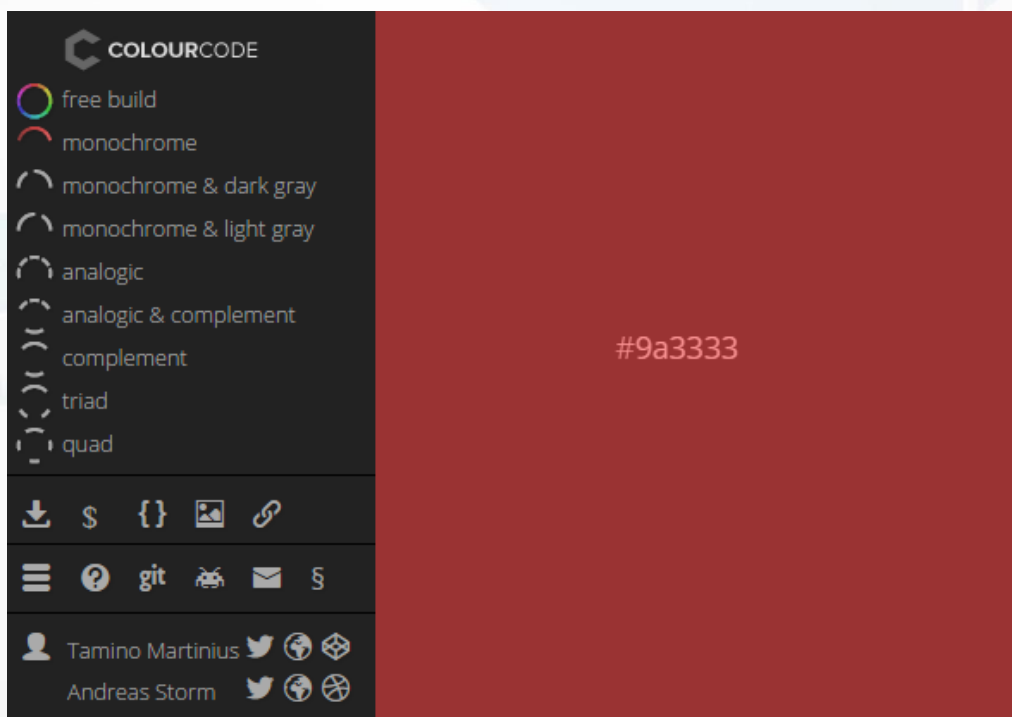 COLOURCODE
free build
monochrome
monochrome & dark gray
monochrome & light gray
analogic
analogic & complement
complement
triad
quad
#9a3333
$ {}
git §
Tamino Martinius
Andreas Storm